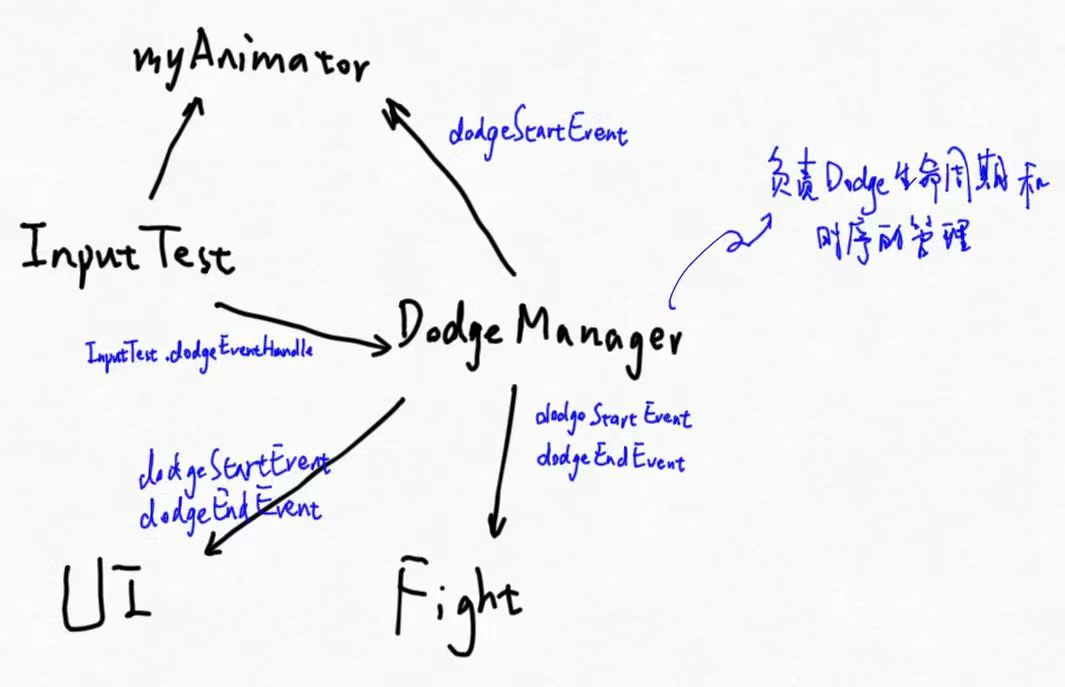 myAnimator
dodgeStartEvent
负责Dodge生命周期和
时序的管理
InputTest
DodgeManager
InputTest.dodgeEventHandle
dodgeStartEvent
dodgeEndEvent
dodgeStartEvent
dodgeEndEvent
UI
Fight